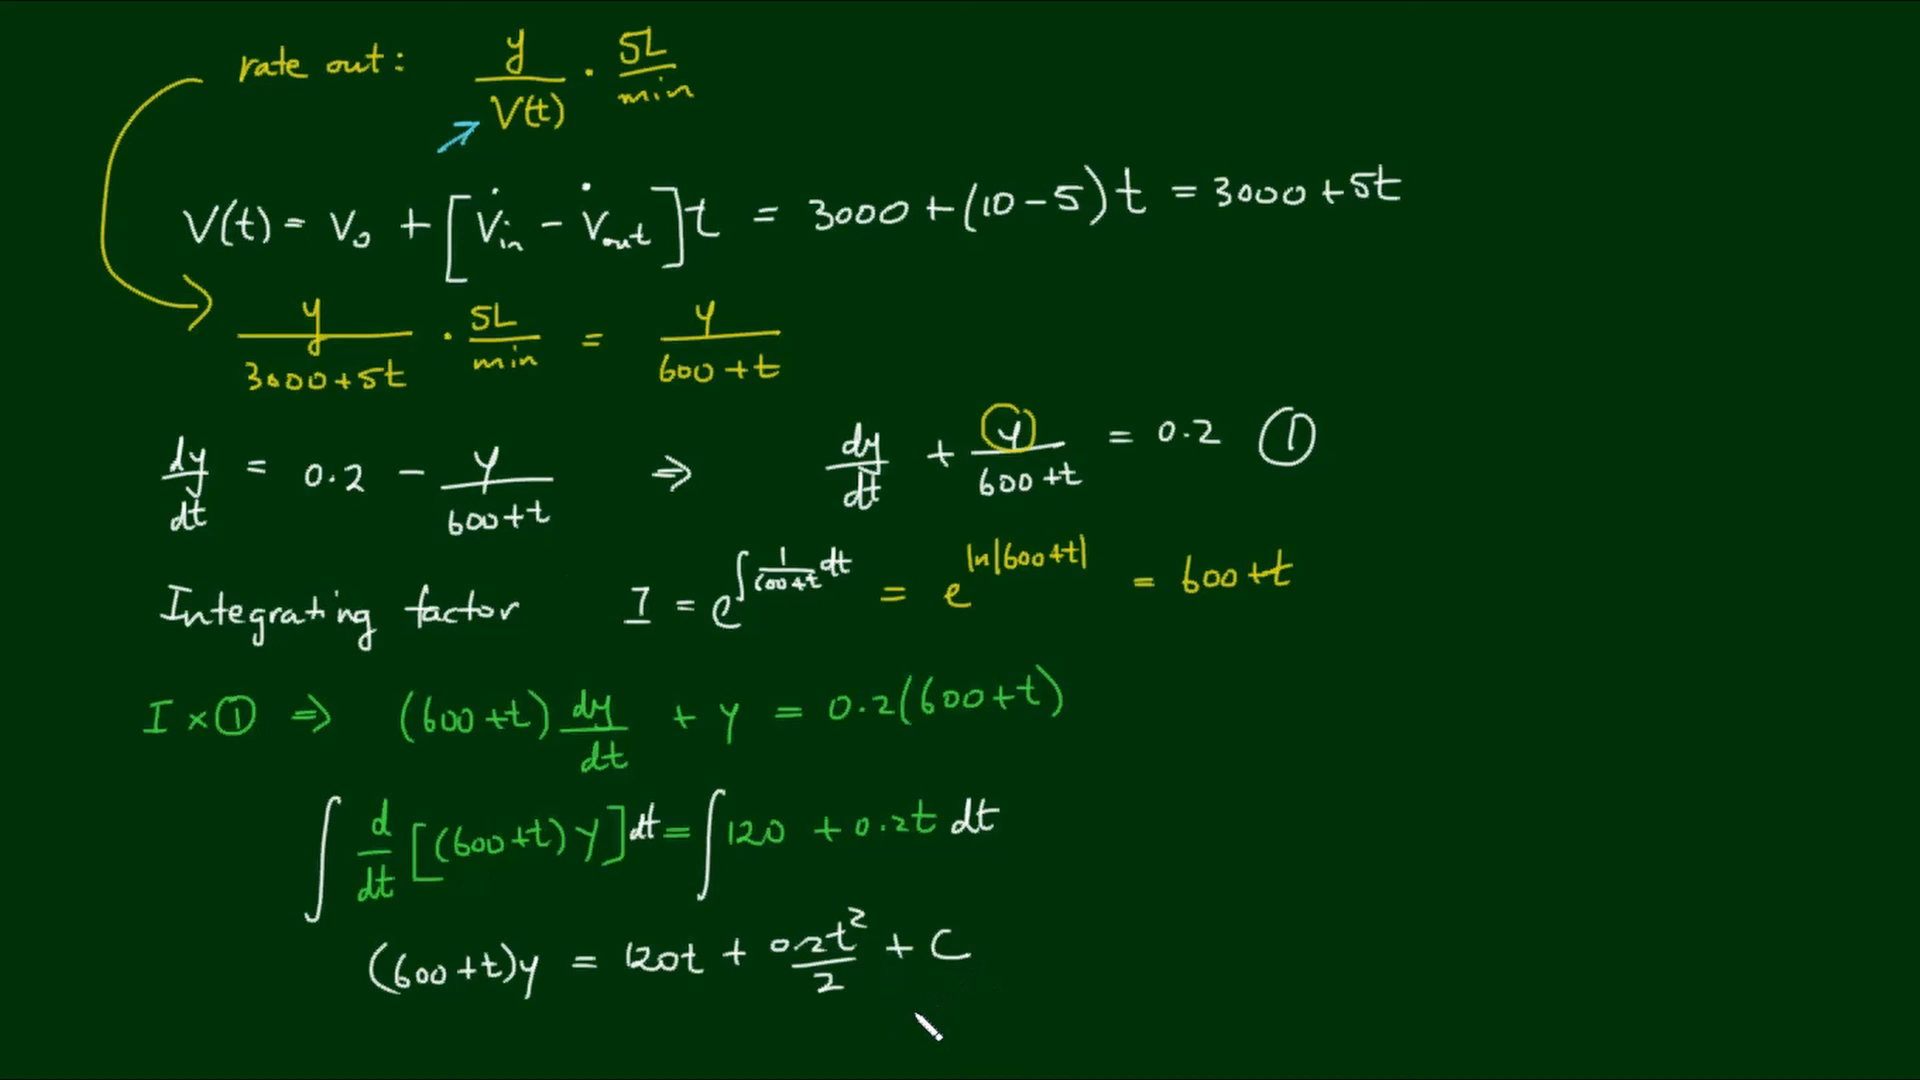 rate out: y/V(t) · 5L/min
V(t) = V₀ + [V̇in − V̇out]t = 3000 + (10 − 5)t = 3000 + 5t
y/3000+5t · 5L/min = y/600+t
dy/dt = 0.2 − y/600+t ⇒ dy/dt + y/600+t = 0.2 ①
Integrating factor I = e^∫1/600+t dt = e^ln|600+t| = 600+t
I × ① ⇒ (600+t) dy/dt + y = 0.2(600+t)
∫ d/dt [(600+t)y] dt = ∫ 120 + 0.2t dt
(600+t)y = 120t + 0.2t²/2 + C